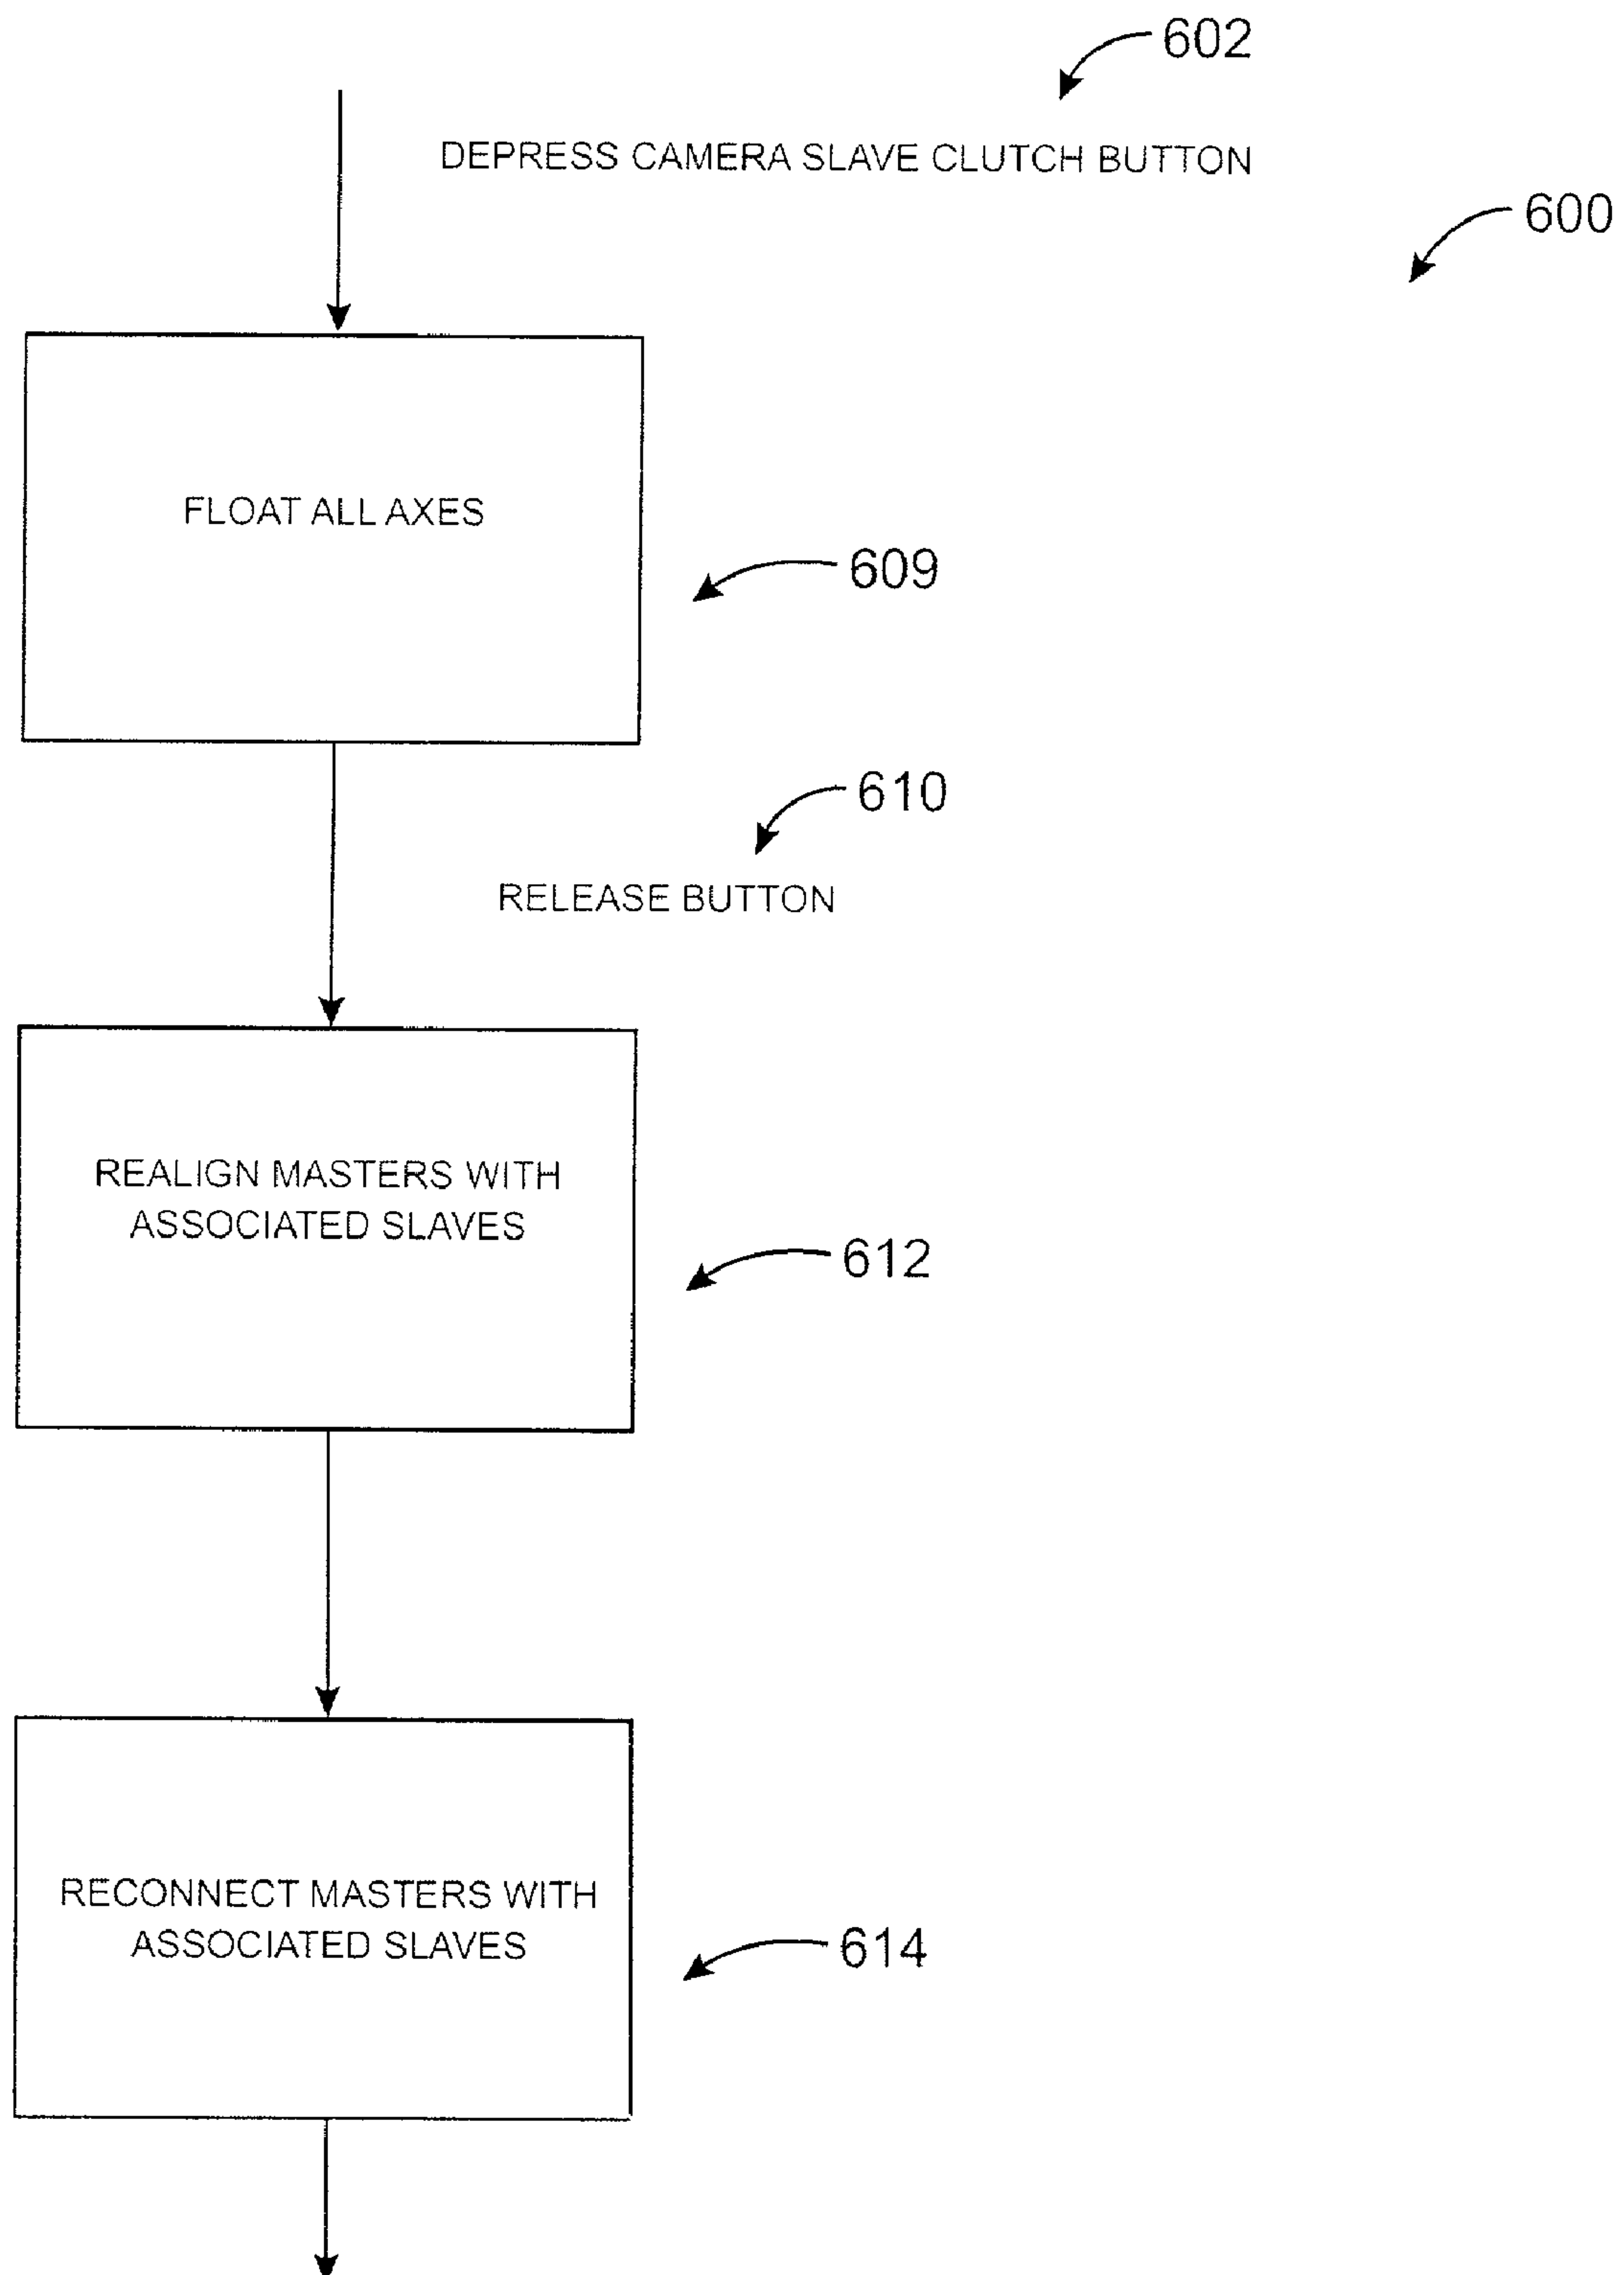 602
DEPRESS CAMERA SLAVE CLUTCH BUTTON
600
FLOAT ALL AXES
609
610
RELEASE BUTTON
REALIGN MASTERS WITH
ASSOCIATED SLAVES
612
RECONNECT MASTERS WITH
ASSOCIATED SLAVES
614